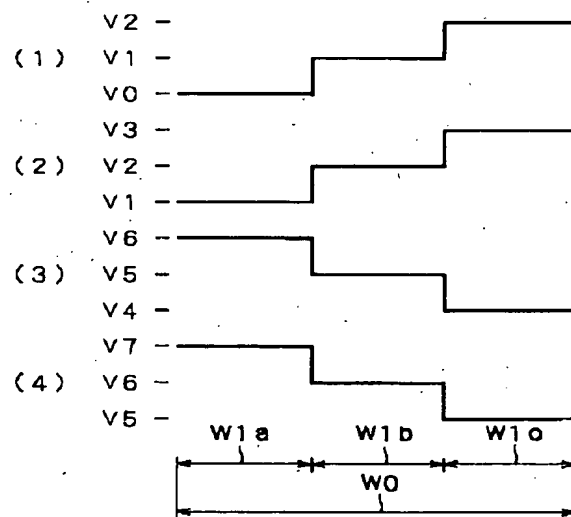 V2
(1) V1
V0
V3
(2) V2
V1
V6
(3) V5
V4
V7
(4) V6
V5
W1a W1b W1c
W0